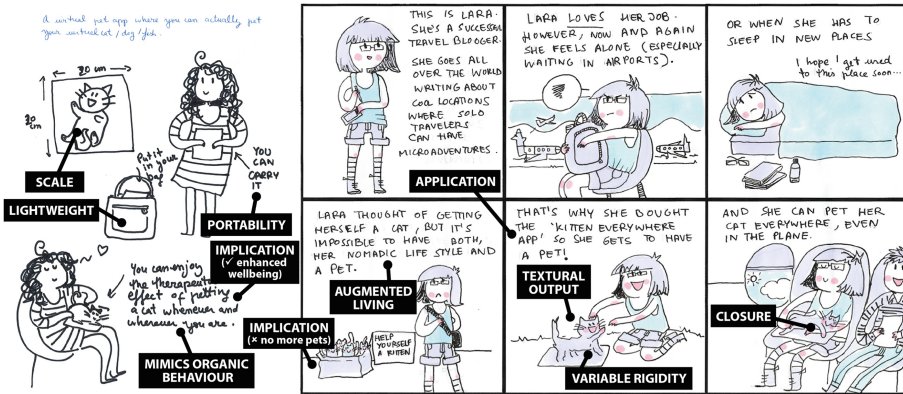 A virtual pet app where you can actually pet
your virtual cat / dog / fish.
20 cm
20
cm
SCALE
LIGHTWEIGHT
Put it
in your
bag
YOU
CAN
CARRY
IT
PORTABILITY
IMPLICATION
(✓ enhanced
wellbeing)
You can enjoy
the therapeutic
effect of petting
a cat whenever and
wherever you are.
MIMICS ORGANIC
BEHAVIOUR
THIS IS LARA.
SHE'S A SUCCESSFUL
TRAVEL BLOGGER.
SHE GOES ALL
OVER THE WORLD
WRITING ABOUT
COOL LOCATIONS
WHERE SOLO
TRAVELERS
CAN HAVE
MICROADVENTURES.
LARA LOVES HER JOB.
HOWEVER, NOW AND AGAIN
SHE FEELS ALONE (ESPECIALLY
WAITING IN AIRPORTS).
OR WHEN SHE HAS TO
SLEEP IN NEW PLACES
I hope I get used
to this place soon...
APPLICATION
LARA THOUGHT OF GETTING
HERSELF A CAT, BUT IT'S
IMPOSSIBLE TO HAVE BOTH,
HER NOMADIC LIFE STYLE AND
A PET.
AUGMENTED
LIVING
IMPLICATION
(× no more pets)
HELP
YOURSELF
A KITTEN
THAT'S WHY SHE BOUGHT
THE 'KITTEN EVERYWHERE
APP' SO SHE GETS TO HAVE
A PET!
TEXTURAL
OUTPUT
VARIABLE RIGIDITY
AND SHE CAN PET HER
CAT EVERYWHERE, EVEN
IN THE PLANE.
CLOSURE